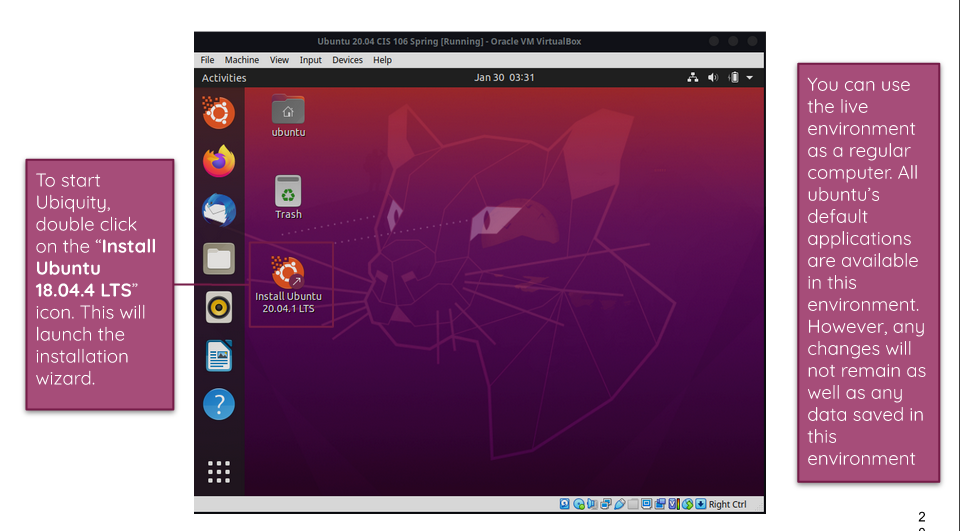 Ubuntu 20.04 CIS 106 Spring [Running] - Oracle VM VirtualBox
File Machine View Input Devices Help
Activities
Jan 30 03:31
ubuntu
Trash
Install Ubuntu
20.04.1 LTS
?
Right Ctrl
To start
Ubiquity,
double click
on the “Install
Ubuntu
18.04.4 LTS”
icon. This will
launch the
installation
wizard.
You can use
the live
environment
as a regular
computer. All
ubuntu’s
default
applications
are available
in this
environment.
However, any
changes will
not remain as
well as any
data saved in
this
environment
2